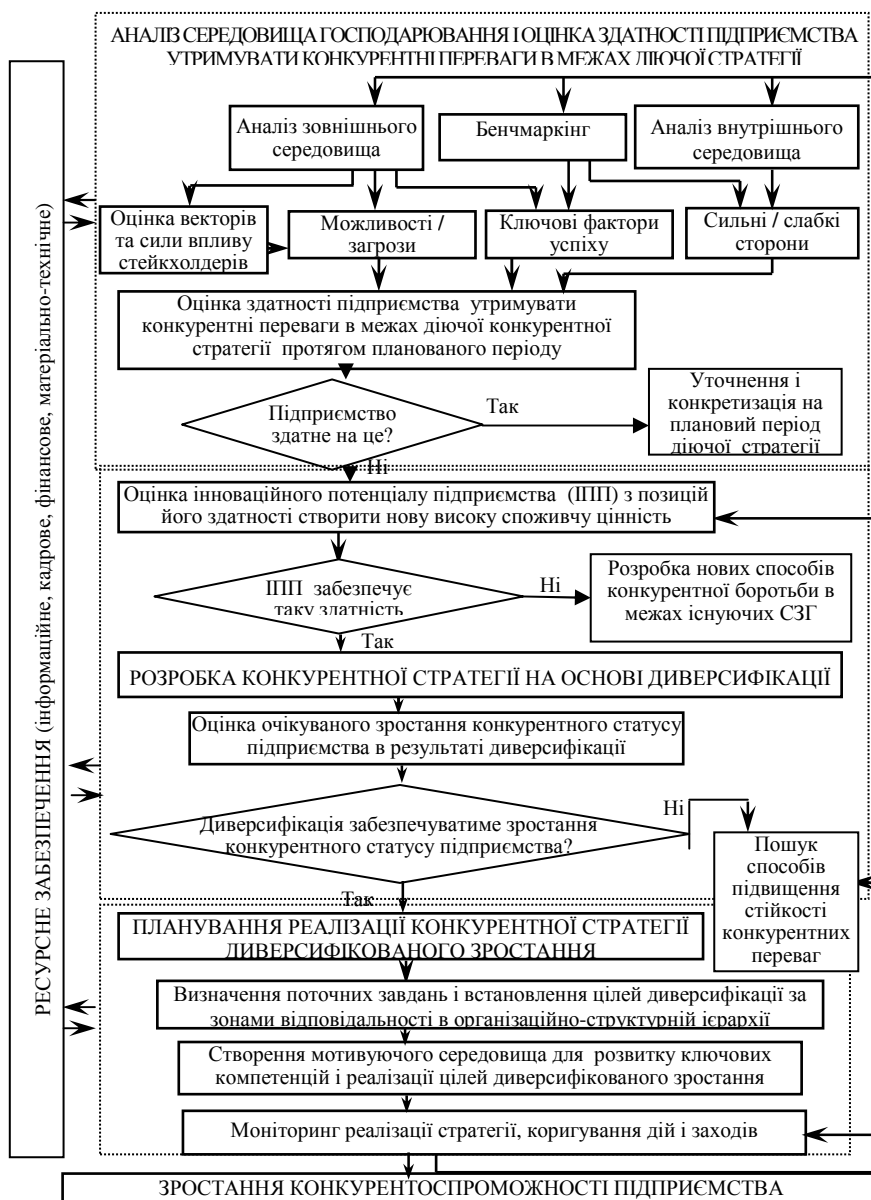 АНАЛІЗ СЕРЕДОВИЩА ГОСПОДАРЮВАННЯ І ОЦІНКА ЗДАТНОСТІ ПІДПРИЄМСТВА
УТРИМУВАТИ КОНКУРЕНТНІ ПЕРЕВАГИ В МЕЖАХ ДІЮЧОЇ СТРАТЕГІЇ
РЕСУРСНЕ ЗАБЕЗПЕЧЕННЯ (інформаційне, кадрове, фінансове, матеріально-технічне)
Аналіз зовнішнього
середовища
Бенчмаркінг
Аналіз внутрішнього
середовища
Оцінка векторів
та сили впливу
стейкхолдерів
Можливості /
загрози
Ключові фактори
успіху
Сильні / слабкі
сторони
Оцінка здатності підприємства утримувати
конкурентні переваги в межах діючої конкурентної
стратегії протягом планованого періоду
Підприємство
здатне на це?
Так
Уточнення і
конкретизація на
плановий період
діючої стратегії
Ні
Оцінка інноваційного потенціалу підприємства (ІПП) з позицій
його здатності створити нову високу споживчу цінність
ІПП забезпечує
таку здатність
Ні
Розробка нових способів
конкурентної боротьби в
межах існуючих СЗГ
Так
РОЗРОБКА КОНКУРЕНТНОЇ СТРАТЕГІЇ НА ОСНОВІ ДИВЕРСИФІКАЦІЇ
Оцінка очікуваного зростання конкурентного статусу
підприємства в результаті диверсифікації
Диверсифікація забезпечуватиме зростання
конкурентного статусу підприємства?
Ні
Пошук
способів
підвищення
стійкості
конкурентних
переваг
Так
ПЛАНУВАННЯ РЕАЛІЗАЦІЇ КОНКУРЕНТНОЇ СТРАТЕГІЇ
ДИВЕРСИФІКОВАНОГО ЗРОСТАННЯ
Визначення поточних завдань і встановлення цілей диверсифікації за
зонами відповідальності в організаційно-структурній ієрархії
Створення мотивуючого середовища для розвитку ключових
компетенцій і реалізації цілей диверсифікованого зростання
Моніторинг реалізації стратегії, коригування дій і заходів
ЗРОСТАННЯ КОНКУРЕНТОСПРОМОЖНОСТІ ПІДПРИЄМСТВА